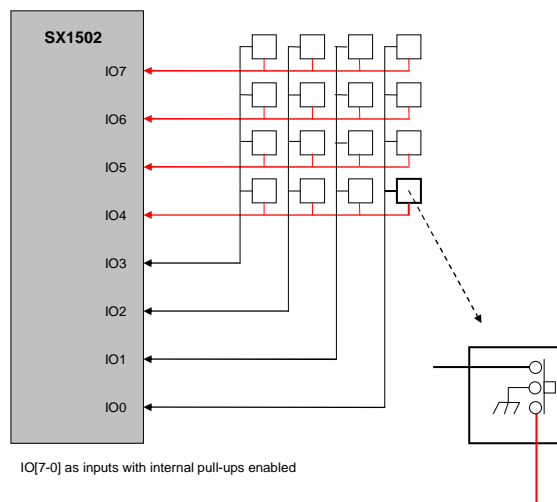 SX1502
IO7
IO6
IO5
IO4
IO3
IO2
IO1
IO0
IO[7-0] as inputs with internal pull-ups enabled